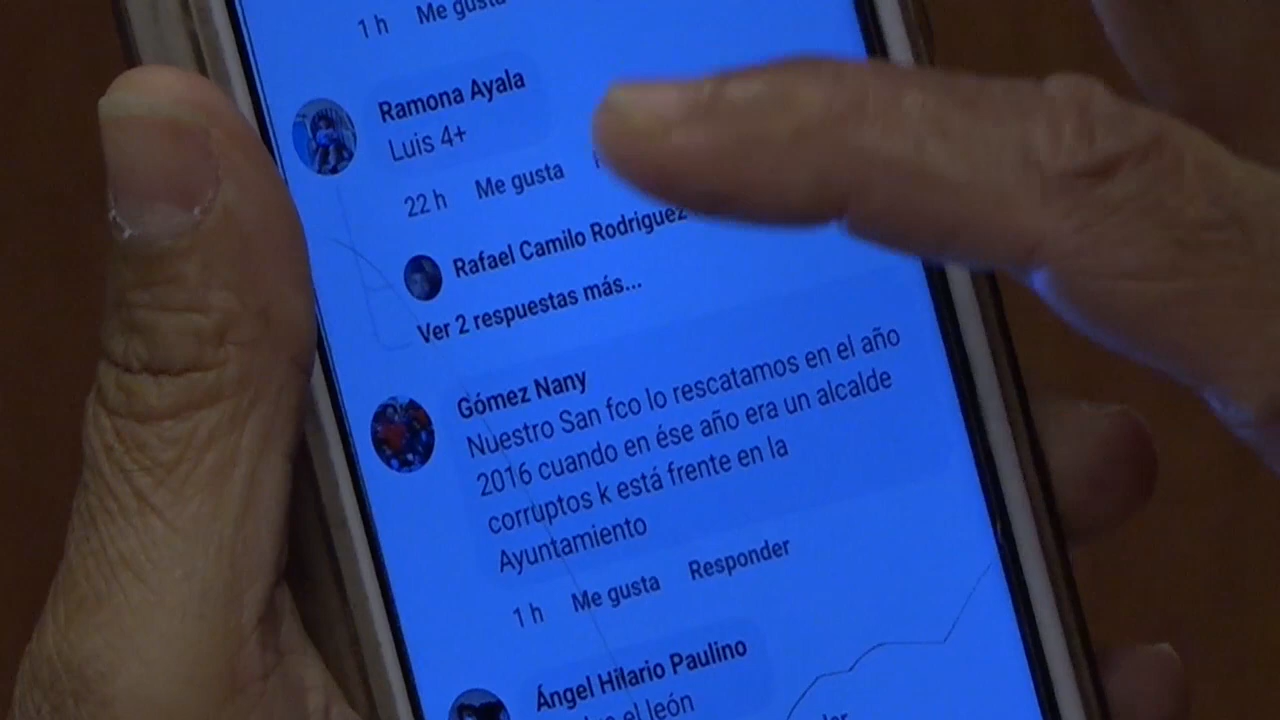 1 h Me gusta
Ramona Ayala
Luis 4+
22 h Me gusta
Rafael Camilo Rodriguez
Ver 2 respuestas más...
Gómez Nany
Nuestro San fco lo rescatamos en el año
2016 cuando en ése año era un alcalde
corruptos k está frente en la
Ayuntamiento
1 h Me gusta Responder
Ángel Hilario Paulino
el león